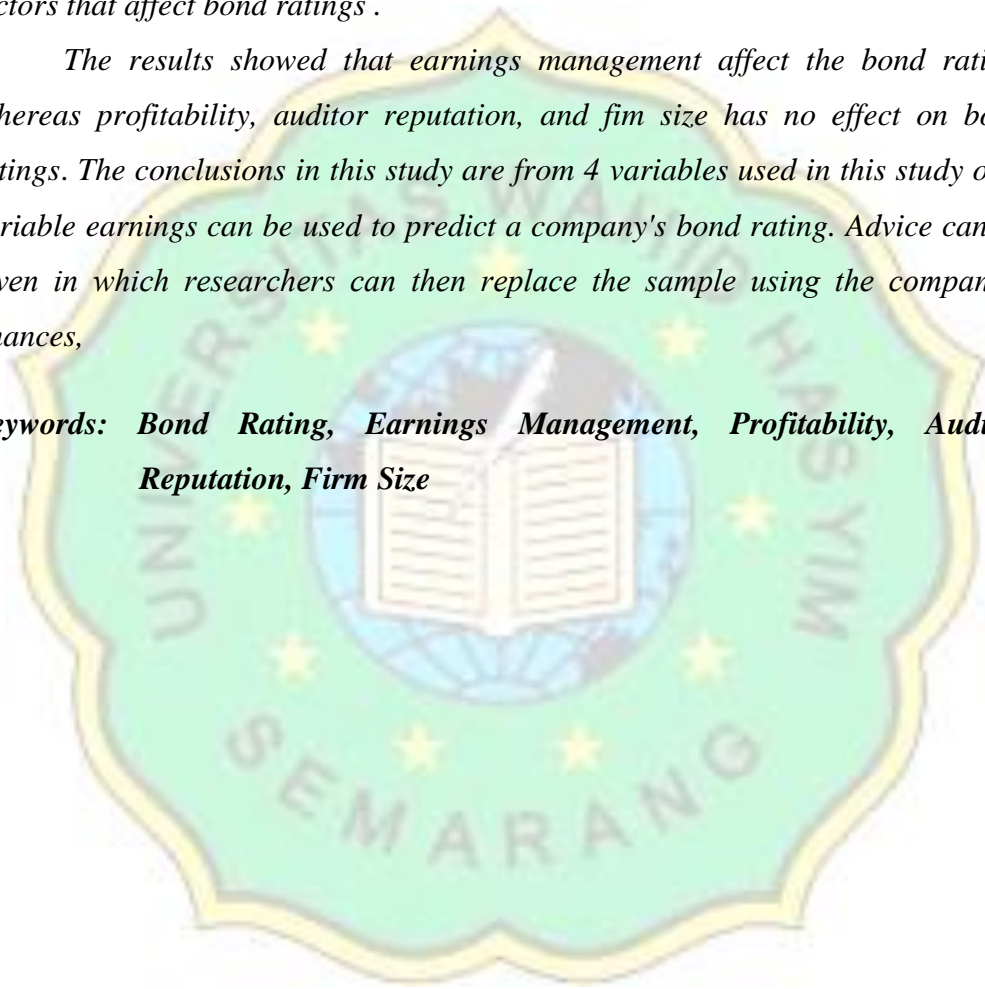 ctors that affect bond ratings .
The results showed that earnings management affect the bond rati
hereas profitability, auditor reputation, and fim size has no effect on bo
tings. The conclusions in this study are from 4 variables used in this study o
riable earnings can be used to predict a company's bond rating. Advice can
ven in which researchers can then replace the sample using the compan
nances,
eywords: Bond Rating, Earnings Management, Profitability, Audi
Reputation, Firm Size
UNIVERSITAS WAHID HASYIM
SEMARANG